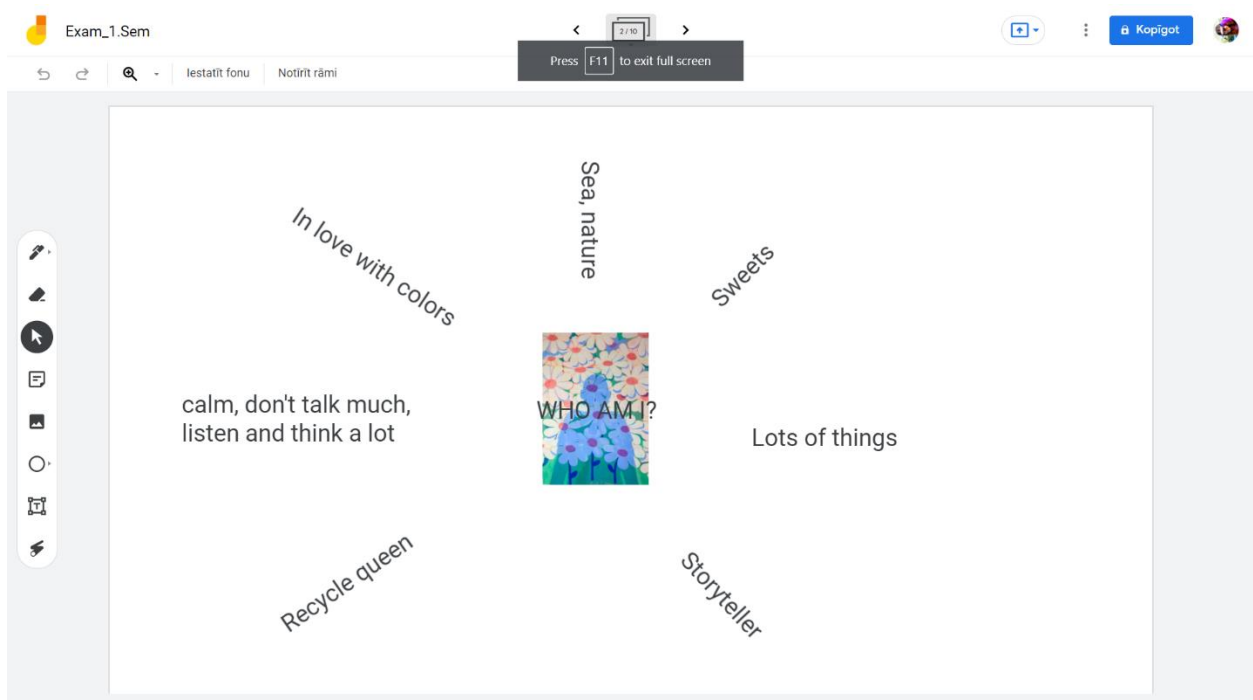 Exam_1.Sem
2 / 10
Kopīgot
Press F11 to exit full screen
Iestatīt fonu
Notīrīt rāmi
Sea, nature
In love with colors
Sweets
WHO AM I?
calm, don't talk much,
listen and think a lot
Lots of things
Recycle queen
Storyteller